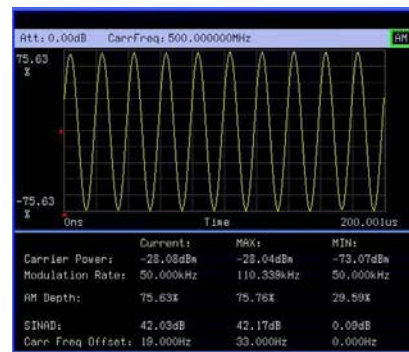 Att: 0.00dB CarrFreq: 500.000000MHz AM
75.63
%
-75.63
%
0ns Time 200.001us
Current: MAX: MIN:
Carrier Power: -28.08dBm -28.04dBm -73.07dBm
Modulation Rate: 50.000kHz 110.339kHz 50.000kHz
AM Depth: 75.63% 75.76% 29.59%
SINAD: 42.03dB 42.17dB 0.09dB
Carr Freq Offset: 19.000Hz 33.000Hz 0.000Hz